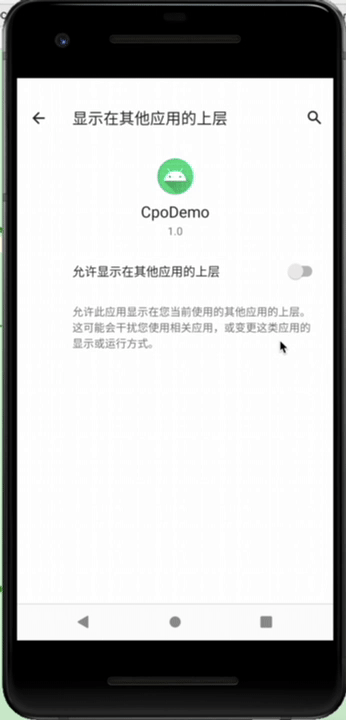 显示在其他应用的上层
CpoDemo
1.0
允许显示在其他应用的上层
允许此应用显示在您当前使用的其他应用的上层。
这可能会干扰您使用相关应用，或变更这类应用的
显示或运行方式。